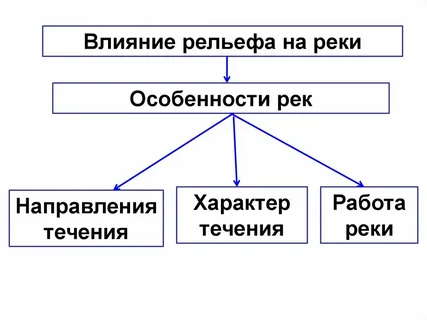 Влияние рельефа на реки
Особенности рек
Направления
течения
Характер
течения
Работа
реки